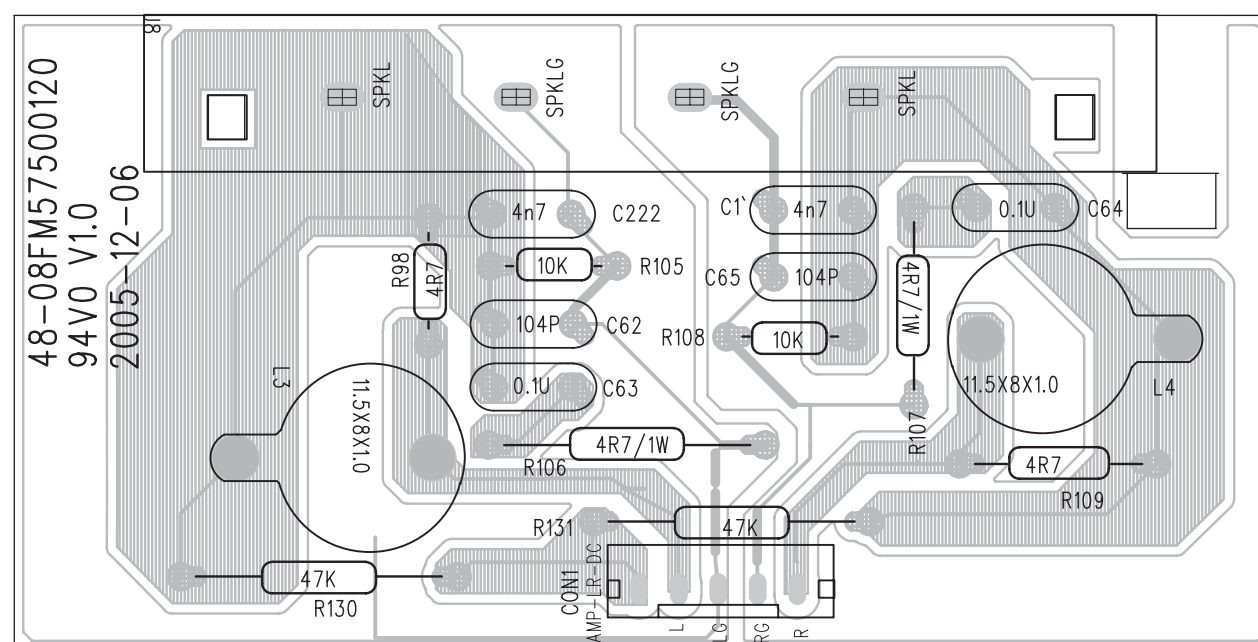 J8
48-08FM57500120
94V0 V1.0
2005-12-06
SPKL
SPKLG
SPKLG
SPKL
4n7
C222
C1`
4n7
0.1U
C64
R98
4R7
10K
R105
C65
104P
4R7/1W
104P
C62
R108
10K
L3
11.5X8X1.0
0.1U
C63
11.5X8X1.0
L4
R107
4R7/1W
R106
4R7
R109
R131
47K
47K
R130
CON1
AMP-LR-DC
L
LG
RG
R